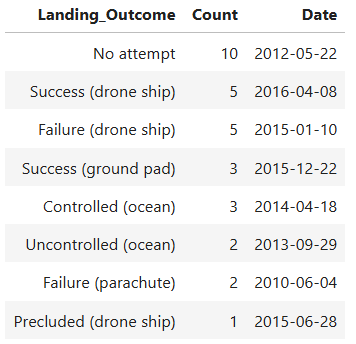 Landing_Outcome Count Date
No attempt 10 2012-05-22
Success (drone ship) 5 2016-04-08
Failure (drone ship) 5 2015-01-10
Success (ground pad) 3 2015-12-22
Controlled (ocean) 3 2014-04-18
Uncontrolled (ocean) 2 2013-09-29
Failure (parachute) 2 2010-06-04
Precluded (drone ship) 1 2015-06-28